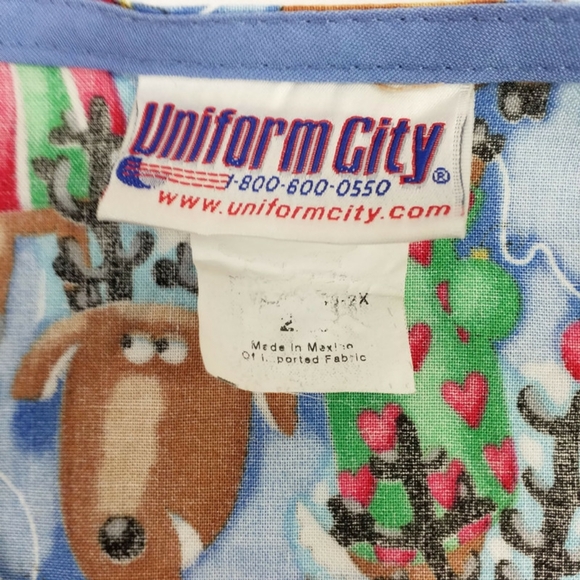 Uniform City®
1-800-600-0550
www.uniformcity.com
Made in Mexico
Of Imported Fabric